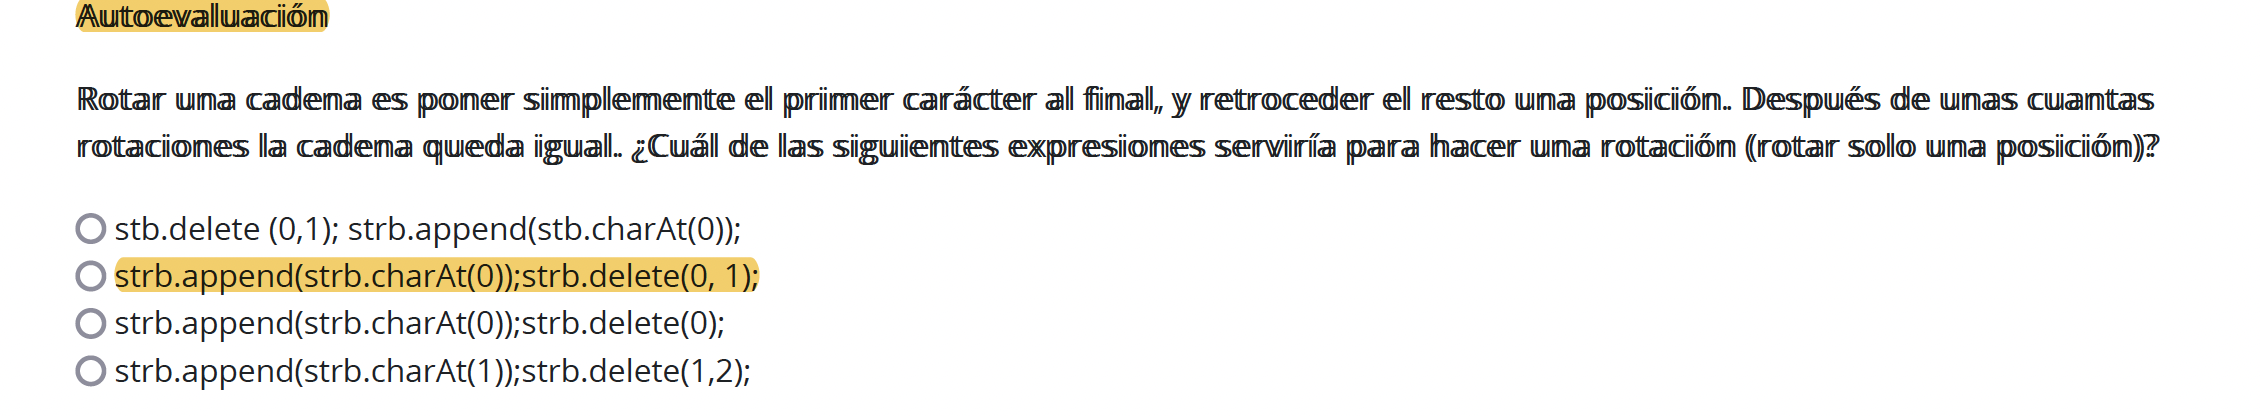 Autoevaluación
Rotar una cadena es poner simplemente el primer carácter al final, y retroceder el resto una posición. Después de unas cuantas
rotaciones la cadena queda igual. ¿Cuál de las siguientes expresiones serviría para hacer una rotación (rotar solo una posición)?
stb.delete (0,1); strb.append(stb.charAt(0));
strb.append(strb.charAt(0));strb.delete(0, 1);
strb.append(strb.charAt(0));strb.delete(0);
strb.append(strb.charAt(1));strb.delete(1,2);